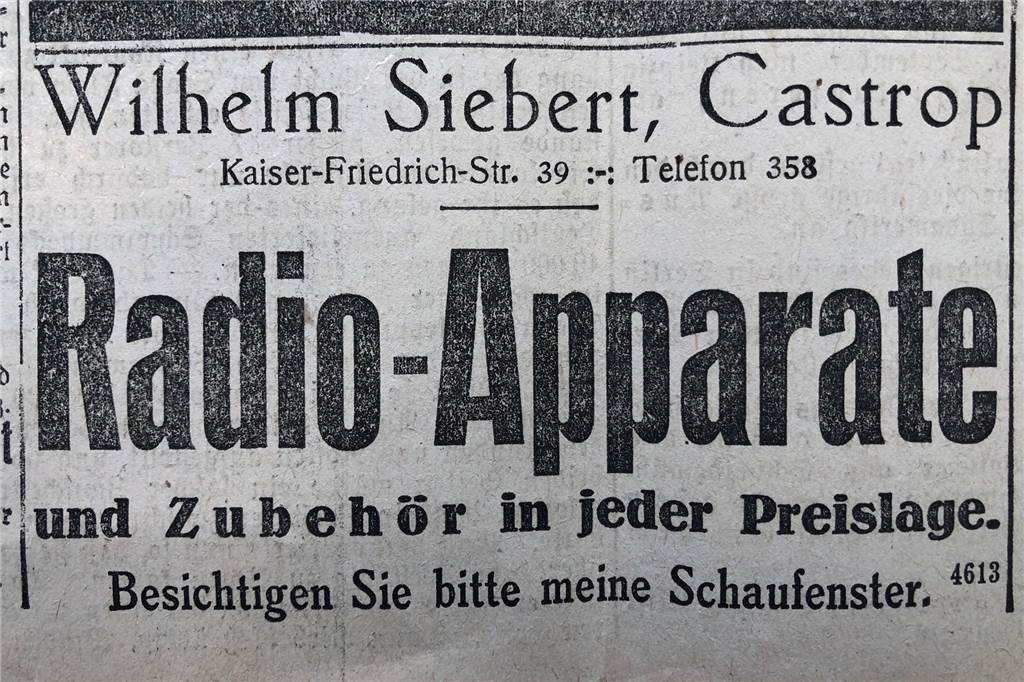 Wilhelm Siebert, Castrop
Kaiser-Friedrich-Str. 39 :-: Telefon 358
Radio-Apparate
und Zubehör in jeder Preislage.
Besichtigen Sie bitte meine Schaufenster. 4613